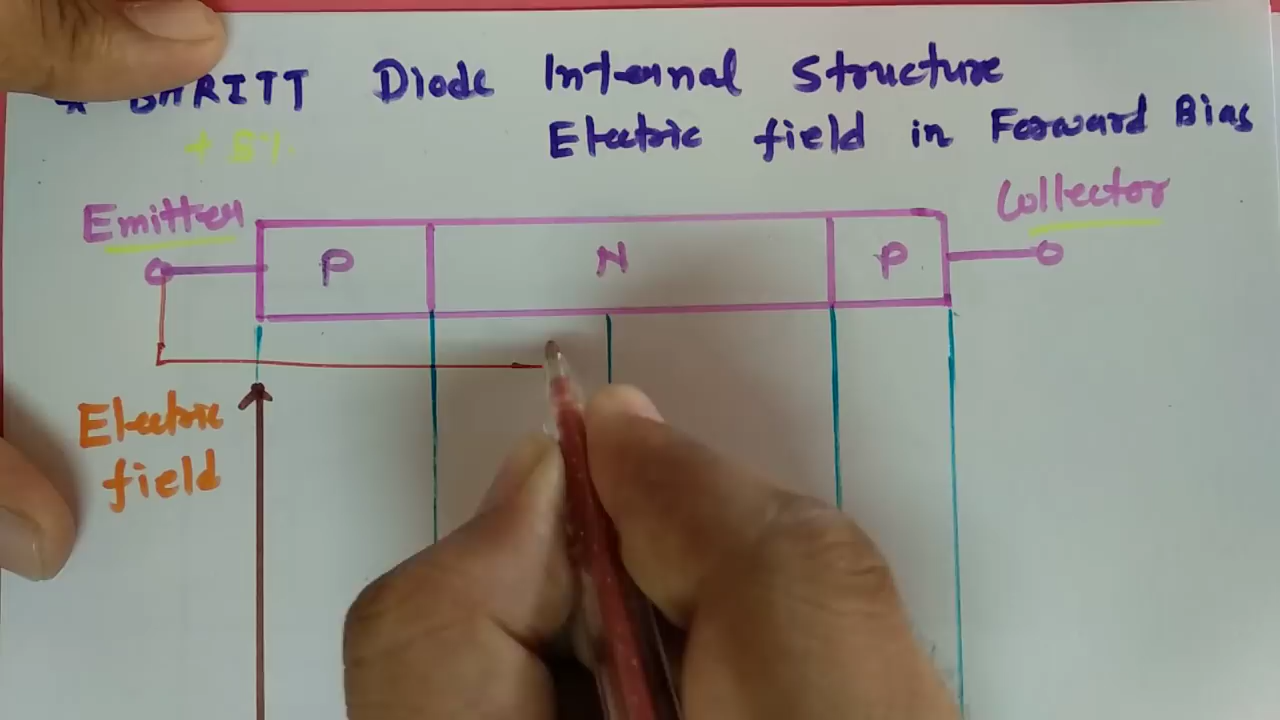 * BARITT Diode Internal Structure
Electric field in Forward Bias
Emitter
Collector
P N P
Electric
field